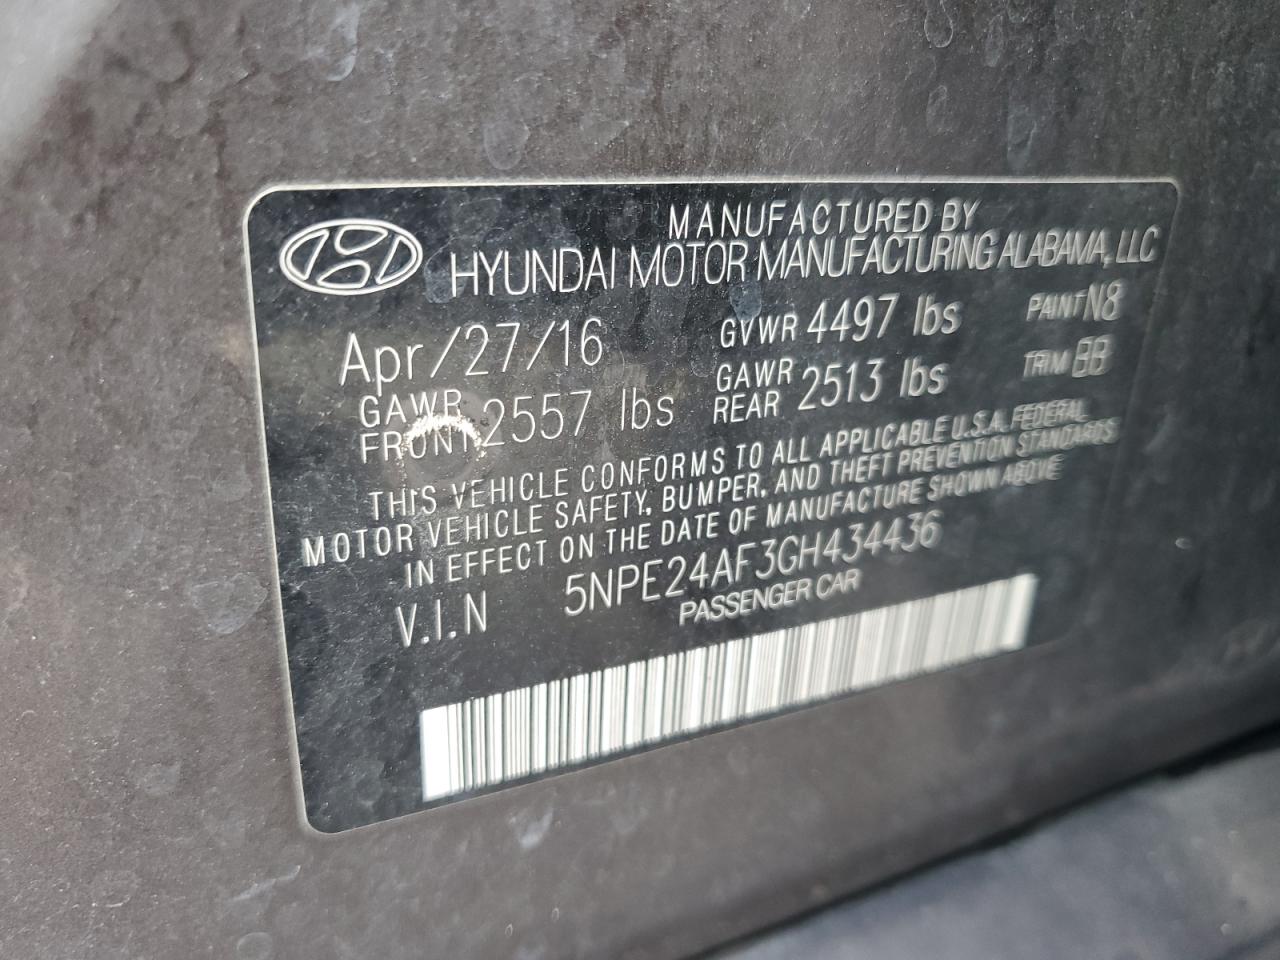 MANUFACTURED BY
HYUNDAI MOTOR MANUFACTURING ALABAMA, LLC
Apr/27/16 GVWR 4497 lbs PAINT N8
GAWR FRONT 2557 lbs GAWR REAR 2513 lbs TRIM
THIS VEHICLE CONFORMS TO ALL APPLICABLE U.S.A. FEDERAL
MOTOR VEHICLE SAFETY, BUMPER, AND THEFT PREVENTION STANDARDS
IN EFFECT ON THE DATE OF MANUFACTURE SHOWN ABOVE
V.I.N 5NPE24AF3GH434436
PASSENGER CAR